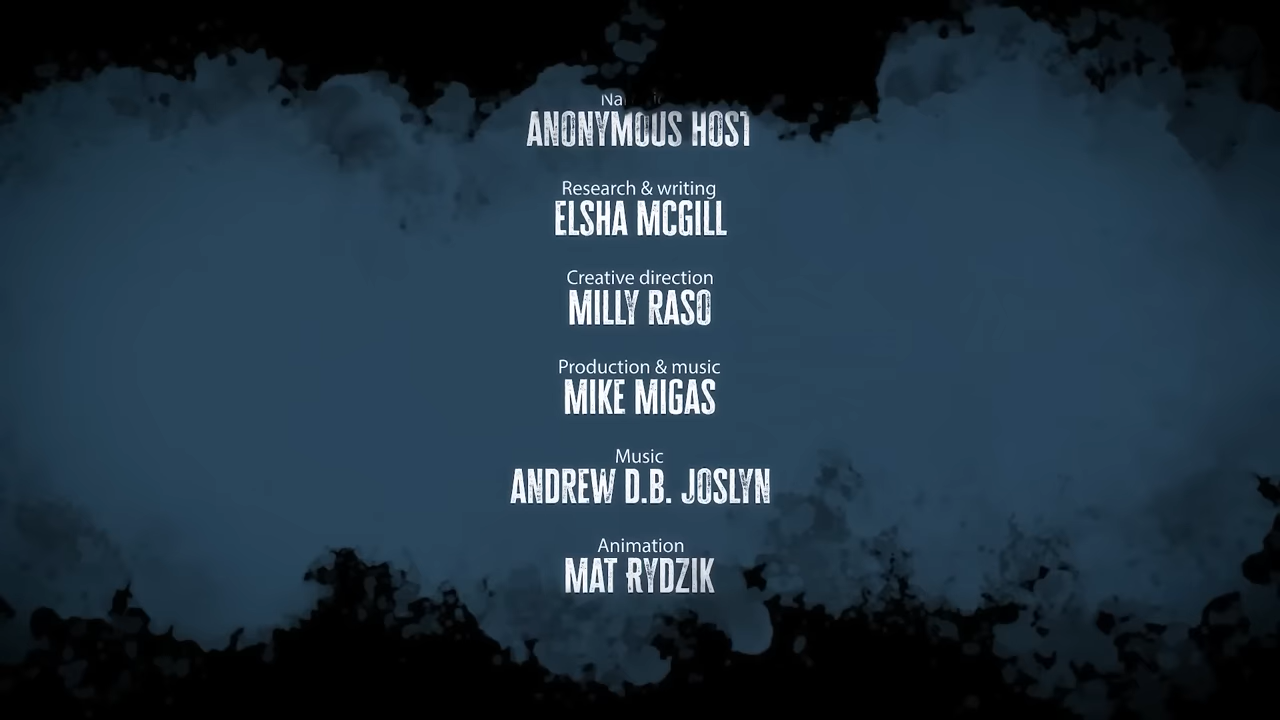 ANONYMOUS HOST
Research & writing
ELSHA MCGILL
Creative direction
MILLY RASO
Production & music
MIKE MIGAS
Music
ANDREW D.B. JOSLYN
Animation
MAT RYDZIK